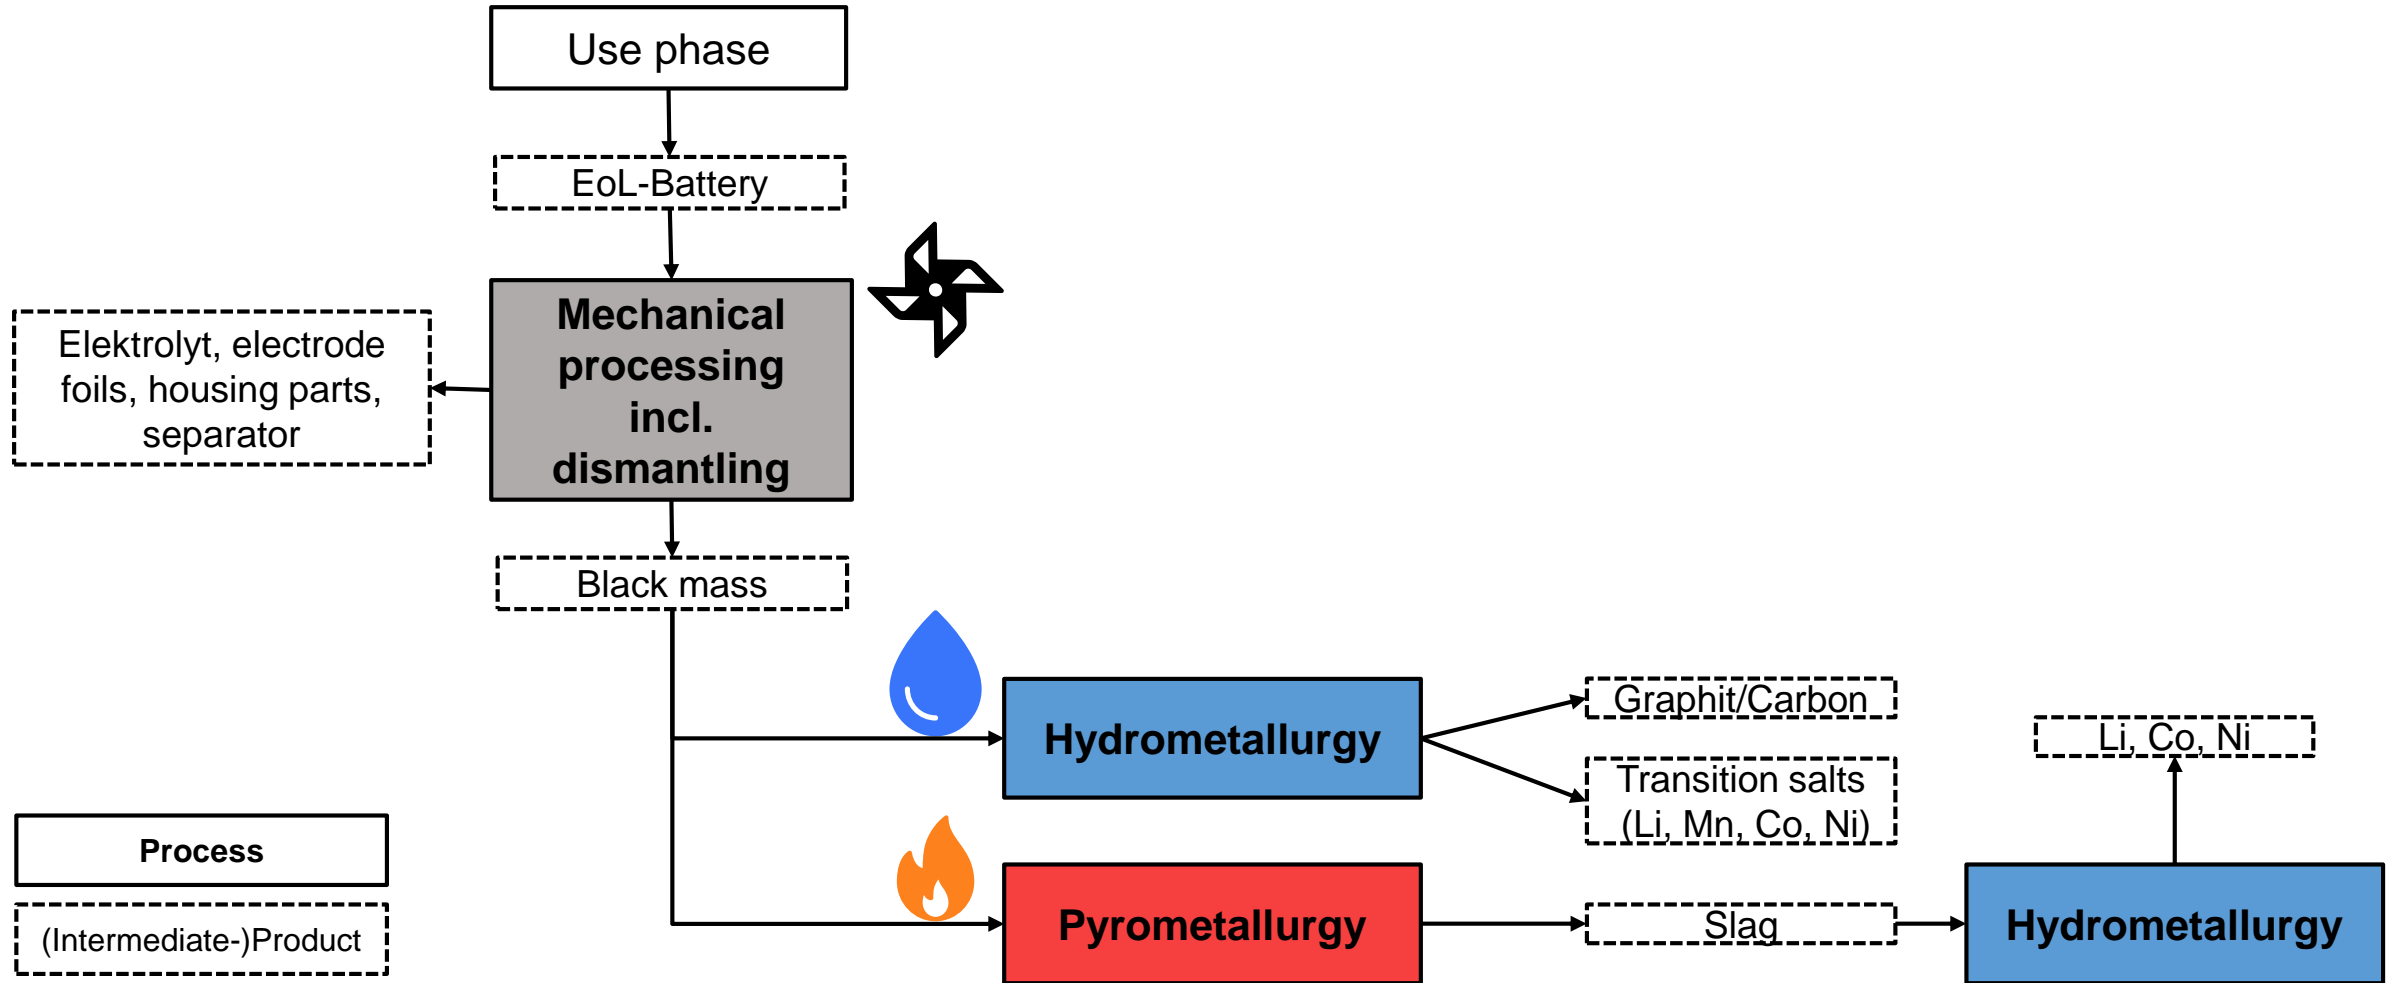 Use phase
EoL-Battery
Mechanical
processing
incl.
dismantling
Elektrolyt, electrode
foils, housing parts,
separator
Black mass
Hydrometallurgy
Graphit/Carbon
Transition salts
(Li, Mn, Co, Ni)
Li, Co, Ni
Pyrometallurgy
Slag
Hydrometallurgy
Process
(Intermediate-)Product